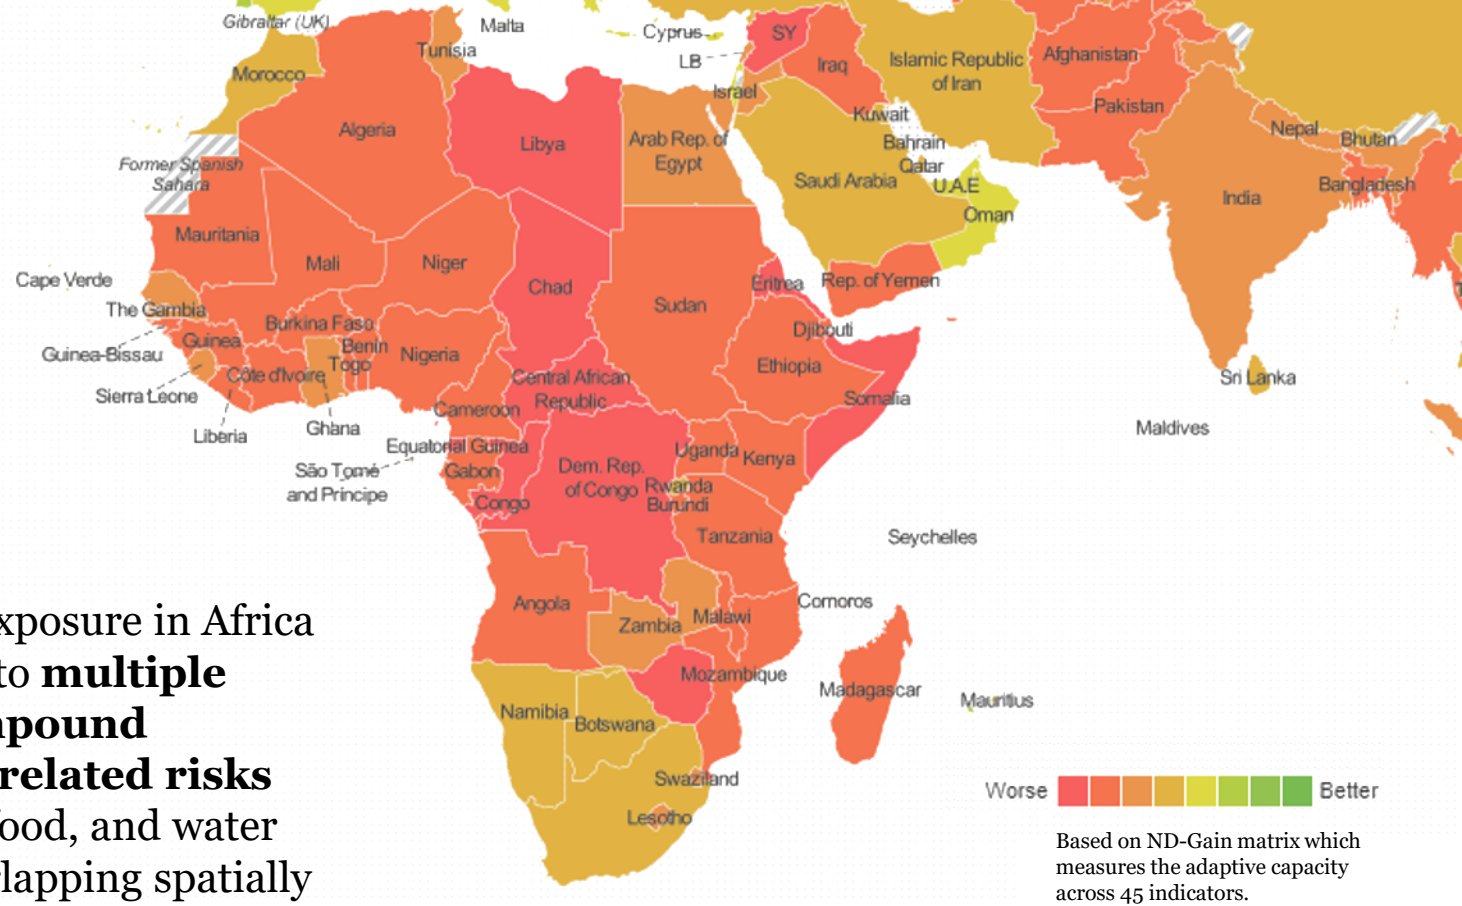 Gibraltar (UK)
Malta
Cyprus
SY
LB
Tunisia
Morocco
Israel
Iraq
Islamic Republic
of Iran
Afghanistan
Pakistan
Kuwait
Algeria
Libya
Arab Rep. of
Egypt
Bahrain
Qatar
Nepal
Bhutan
Former Spanish
Sahara
Saudi Arabia
U.A.E
Oman
India
Bangladesh
Mauritania
Mali
Niger
Chad
Sudan
Eritrea
Rep. of Yemen
Cape Verde
The Gambia
Burkina Faso
Djibouti
Guinea
Guinea-Bissau
Benin
Togo
Nigeria
Ethiopia
Côte d'Ivoire
Central African
Republic
Sri Lanka
Sierra Leone
Somalia
Cameroon
Liberia
Ghana
Maldives
Equatorial Guinea
Uganda
Kenya
São Tomé
and Principe
Gabon
Dem. Rep.
of Congo
Rwanda
Burundi
Congo
Tanzania
Seychelles
Angola
Comoros
Zambia
Malawi
Mozambique
Madagascar
Mauritius
Namibia
Botswana
Swaziland
Lesotho
xposure in Africa
to multiple
pound
related risks
ood, and water
lapping spatially
Worse
Better
Based on ND-Gain matrix which
measures the adaptive capacity
across 45 indicators.